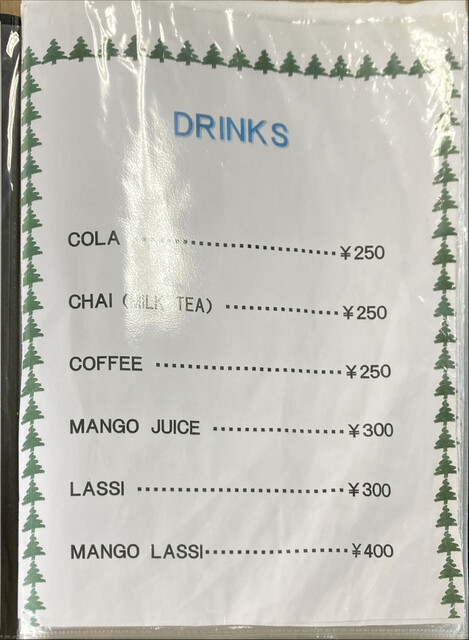 DRINKS
COLA ¥250
CHAI (MILK TEA) ¥250
COFFEE ¥250
MANGO JUICE ¥300
LASSI ¥300
MANGO LASSI ¥400